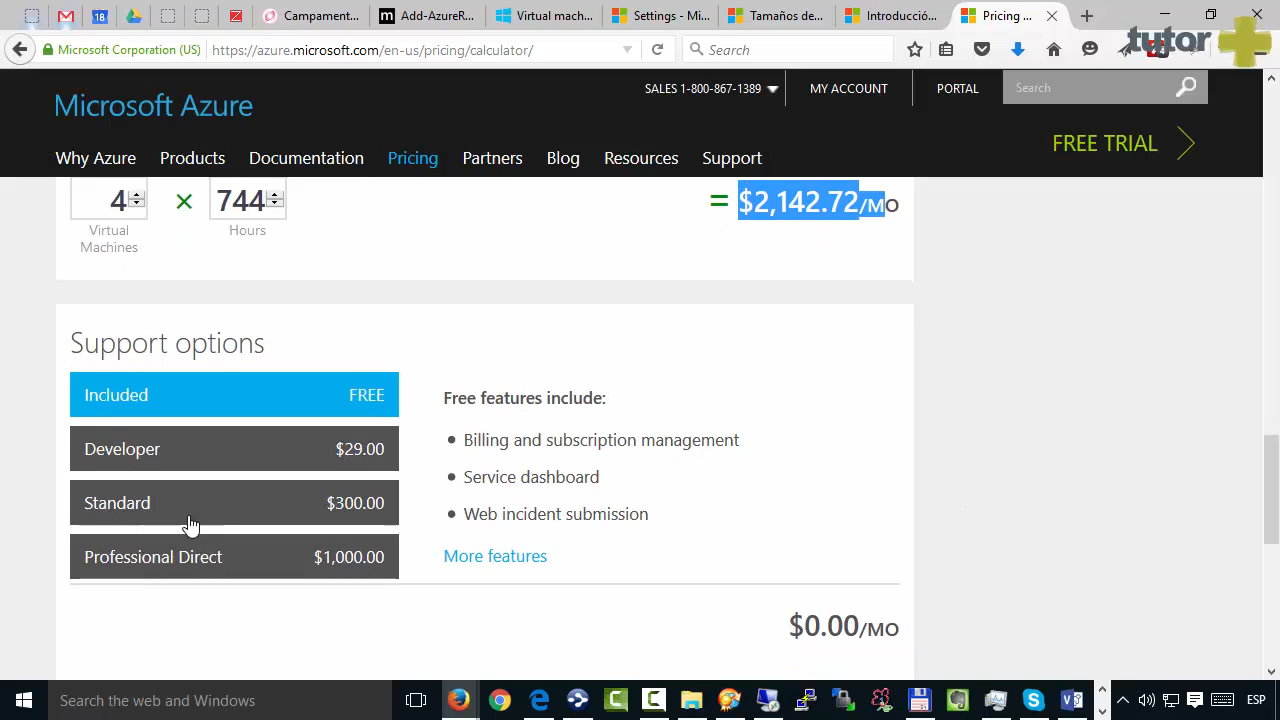 Campament...
Add-AzureR...
Virtual mach...
Settings - Mi...
Tamaños de...
Introducció...
Pricing ...
Microsoft Corporation (US)
https://azure.microsoft.com/en-us/pricing/calculator/
Search
tutor
Microsoft Azure
SALES 1-800-867-1389
MY ACCOUNT
PORTAL
Search
FREE TRIAL
Why Azure
Products
Documentation
Pricing
Partners
Blog
Resources
Support
4 × 744 = $2,142.72/MO
Virtual
Machines
Hours
Support options
Included FREE
Developer $29.00
Standard $300.00
Professional Direct $1,000.00
Free features include:
Billing and subscription management
Service dashboard
Web incident submission
More features
$0.00/MO
Search the web and Windows
ESP